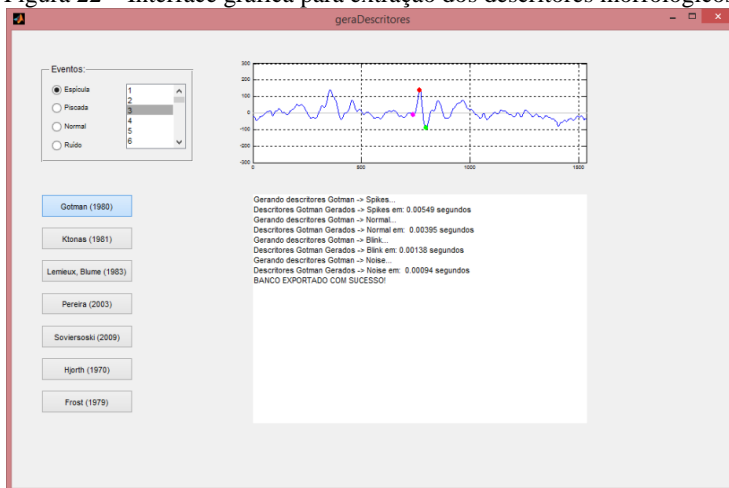 Figura 22 – Interface gráfica para extração dos descritores morfológicos
geraDescritores
Eventos:
Espícula
Piscada
Normal
Ruído
1
2
3
4
5
6
300
200
100
0
-100
-200
-300
500
1000
1500
Gotman (1980)
Ktonas (1981)
Lemieux, Blume (1983)
Pereira (2003)
Soviersoski (2009)
Hjorth (1970)
Frost (1979)
Gerando descritores Gotman -> Spikes...
Descritores Gotman Gerados -> Spikes em: 0.00549 segundos
Gerando descritores Gotman -> Normal...
Descritores Gotman Gerados -> Normal em: 0.00395 segundos
Gerando descritores Gotman -> Blink...
Descritores Gotman Gerados -> Blink em: 0.00138 segundos
Gerando descritores Gotman -> Noise...
Descritores Gotman Gerados -> Noise em: 0.00094 segundos
BANCO EXPORTADO COM SUCESSO!